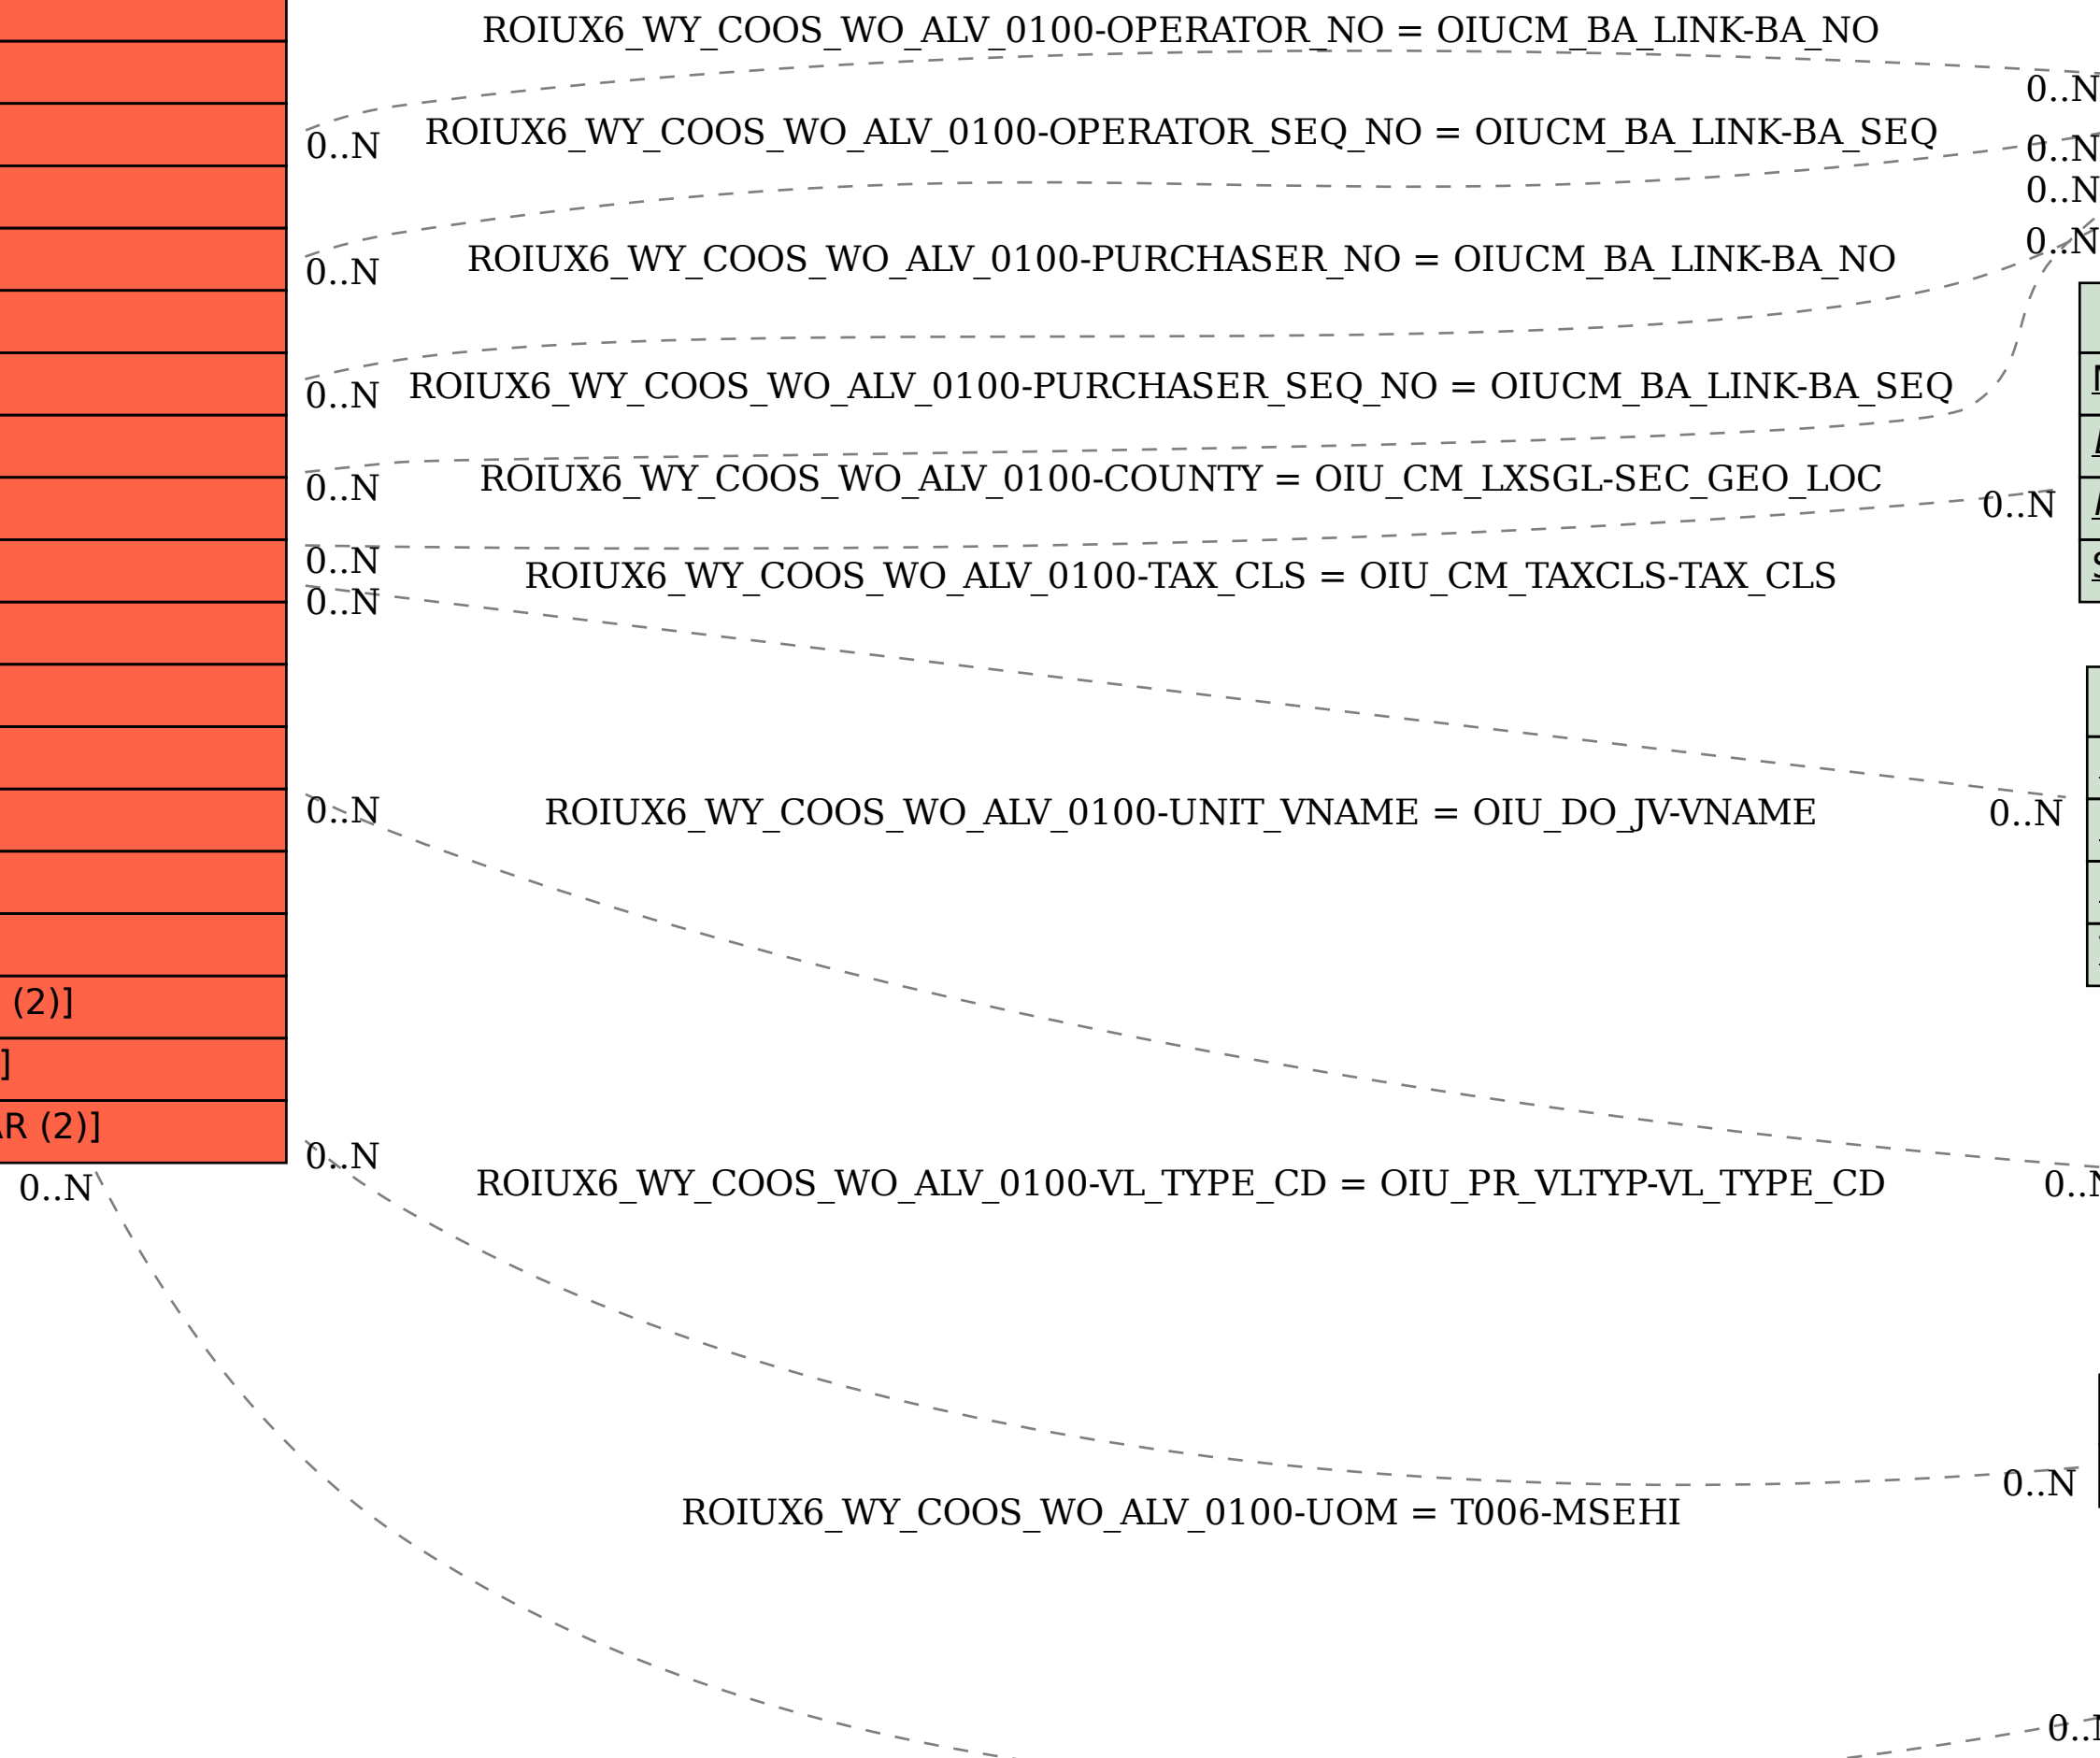 ROIUX6_WY_COOS_WO_ALV_0100-OPERATOR_NO = OIUCM_BA_LINK-BA_NO
0..N
ROIUX6_WY_COOS_WO_ALV_0100-OPERATOR_SEQ_NO = OIUCM_BA_LINK-BA_SEQ
0..N
0..N
0..N
ROIUX6_WY_COOS_WO_ALV_0100-PURCHASER_NO = OIUCM_BA_LINK-BA_NO
0..N
0..N
ROIUX6_WY_COOS_WO_ALV_0100-PURCHASER_SEQ_NO = OIUCM_BA_LINK-BA_SEQ
0..N
ROIUX6_WY_COOS_WO_ALV_0100-COUNTY = OIU_CM_LXSGL-SEC_GEO_LOC
0..N
0..N
0..N
ROIUX6_WY_COOS_WO_ALV_0100-TAX_CLS = OIU_CM_TAXCLS-TAX_CLS
0..N
0..N
ROIUX6_WY_COOS_WO_ALV_0100-UNIT_VNAME = OIU_DO_JV-VNAME
0..N
(2)]
]
AR (2)]
0..N
0..N
ROIUX6_WY_COOS_WO_ALV_0100-VL_TYPE_CD = OIU_PR_VLTYP-VL_TYPE_CD
0..N
0..N
ROIUX6_WY_COOS_WO_ALV_0100-UOM = T006-MSEHI
0..N